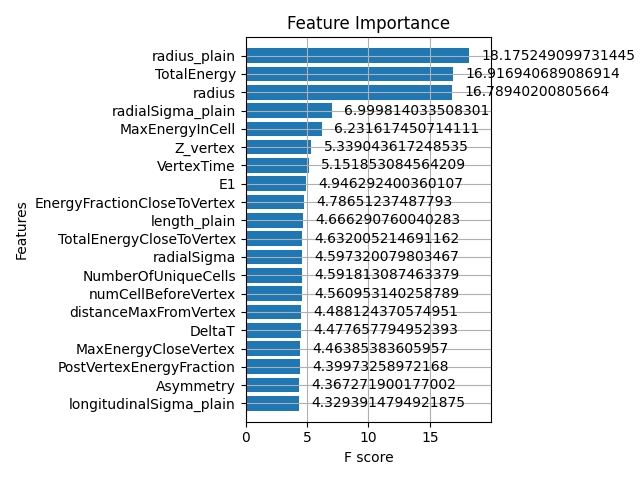 Feature Importance
radius_plain 18.175249099731445
TotalEnergy 16.916940689086914
radius 16.78940200805664
radialSigma_plain 6.999814033508301
MaxEnergyInCell 6.231617450714111
Z_vertex 5.339043617248535
VertexTime 5.151853084564209
E1 4.946292400360107
EnergyFractionCloseToVertex 4.78651237487793
length_plain 4.666290760040283
TotalEnergyCloseToVertex 4.632005214691162
radialSigma 4.597320079803467
NumberOfUniqueCells 4.591813087463379
numCellBeforeVertex 4.560953140258789
distanceMaxFromVertex 4.488124370574951
DeltaT 4.477657794952393
MaxEnergyCloseVertex 4.46385383605957
PostVertexEnergyFraction 4.39973258972168
Asymmetry 4.367271900177002
longitudinalSigma_plain 4.3293914794921875
Features
0 5 10 15
F score